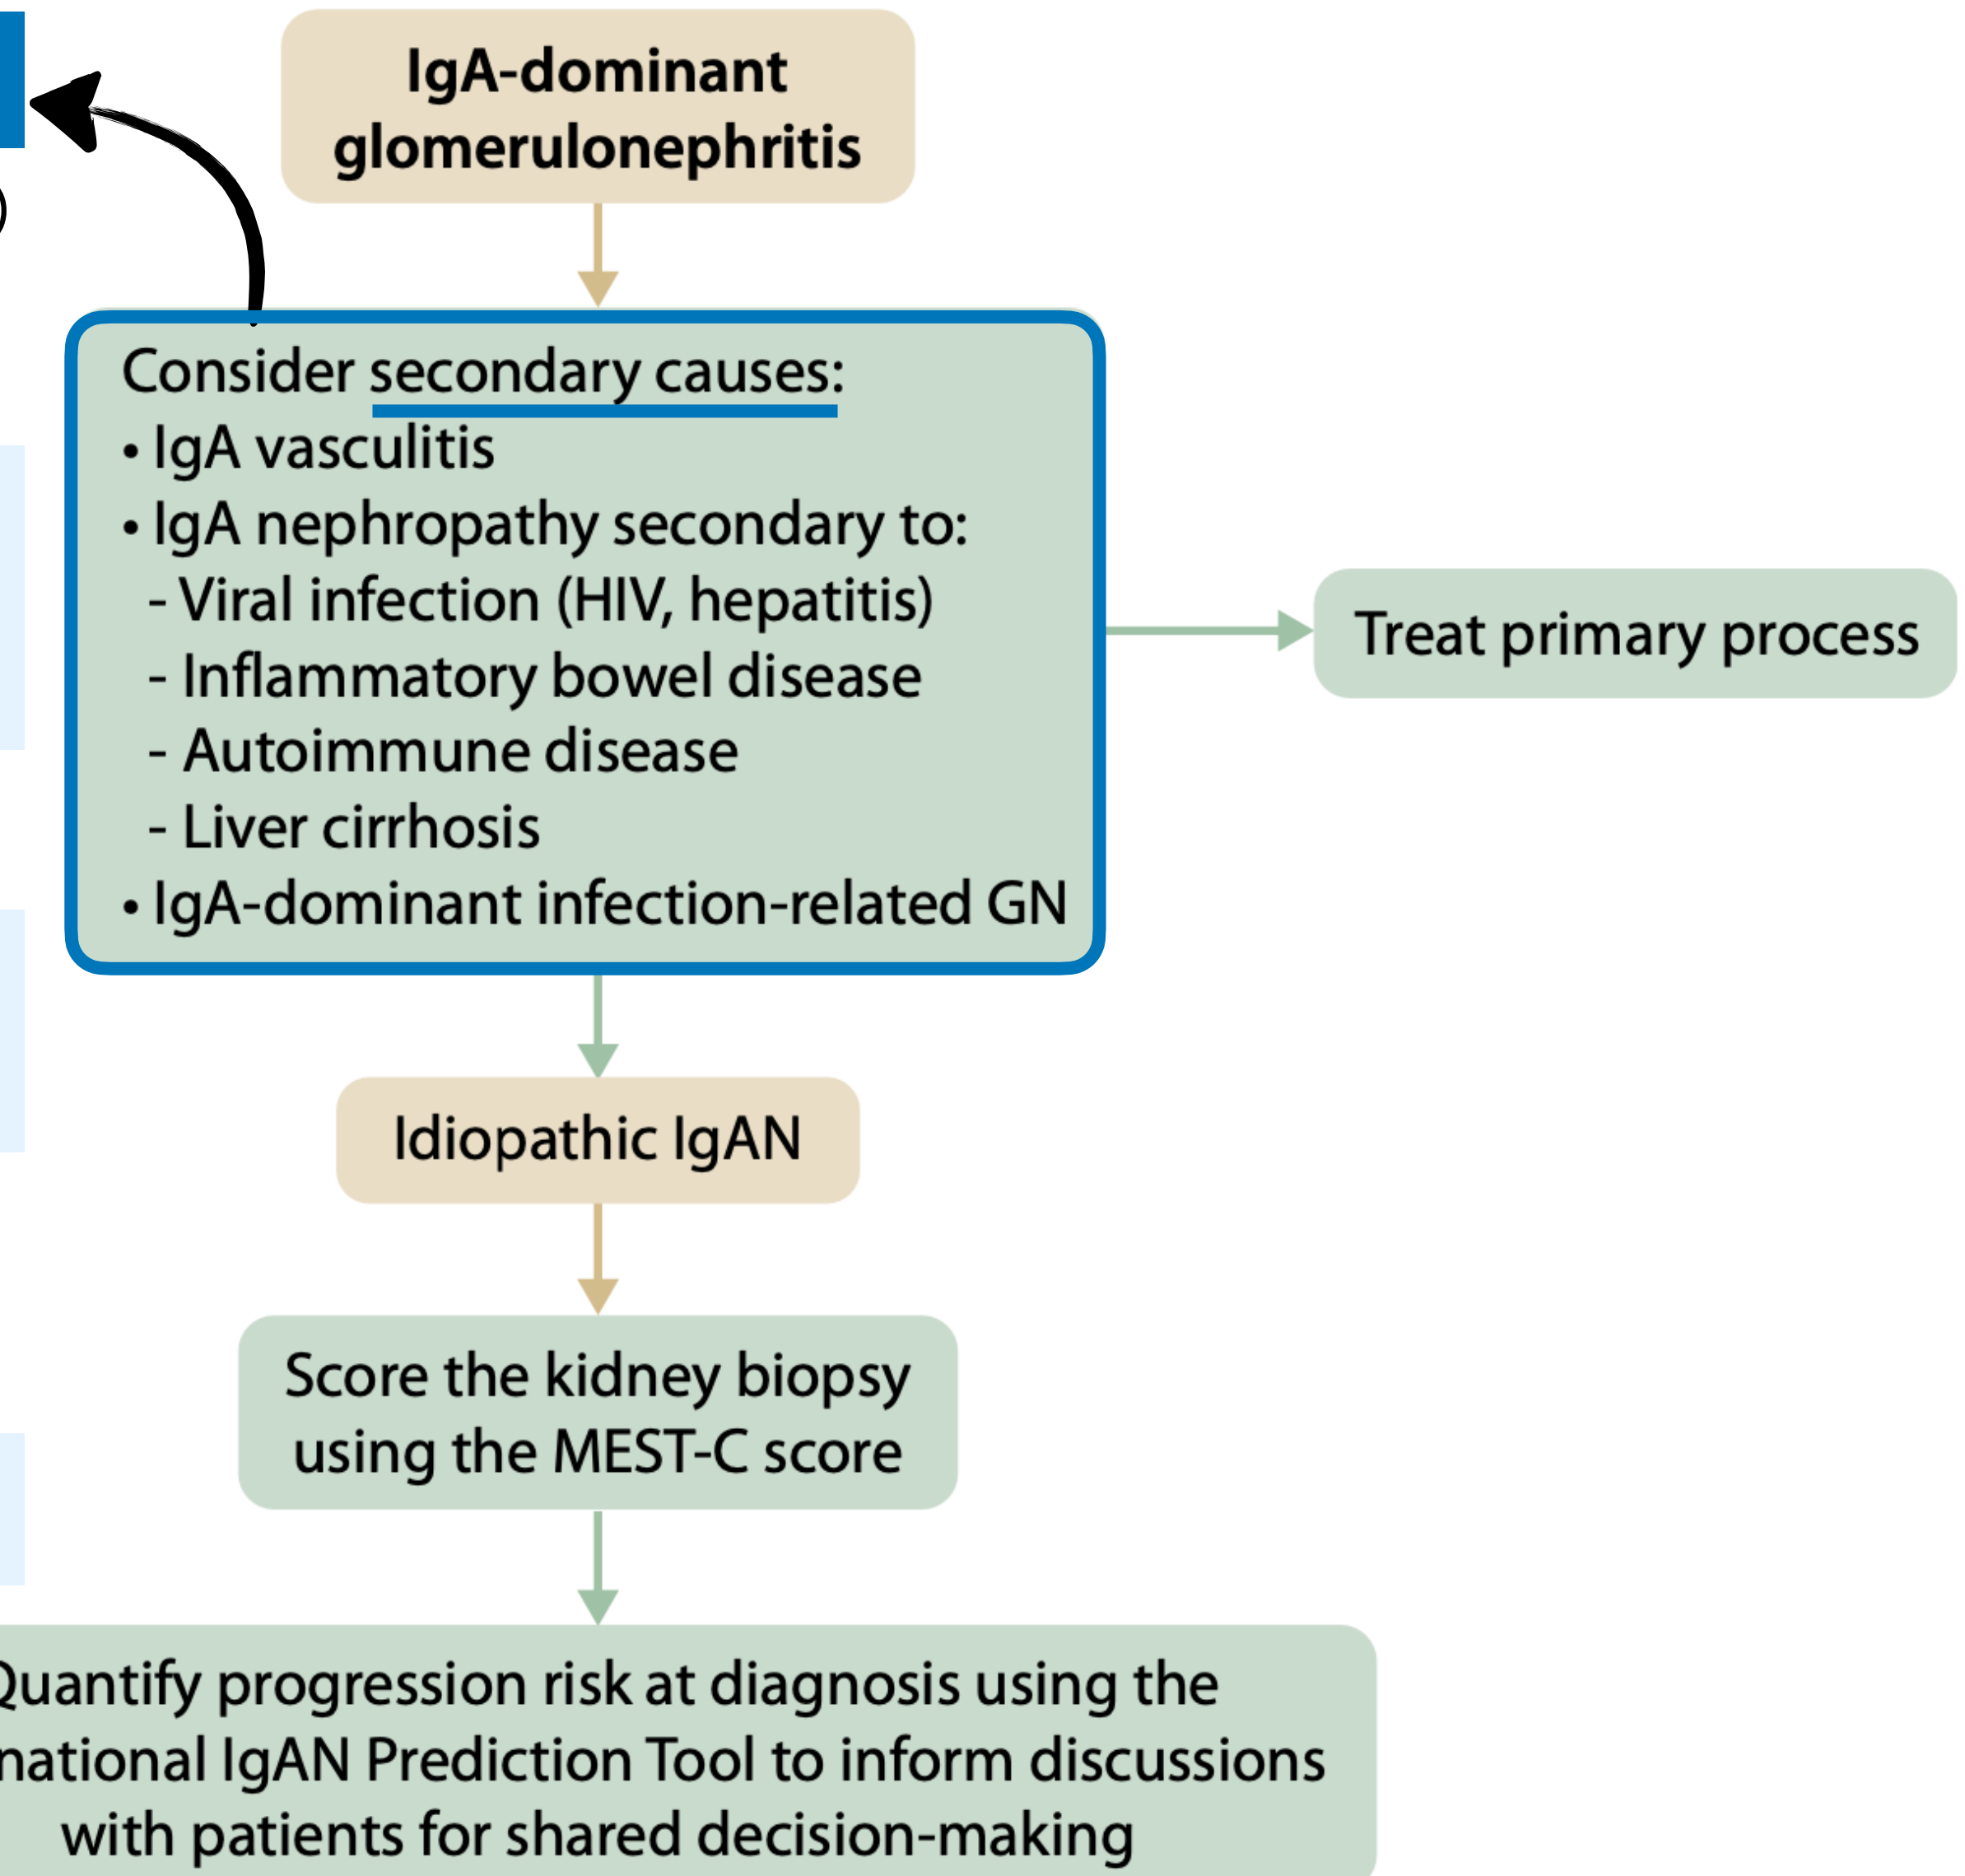 IgA-dominant
glomerulonephritis
Consider secondary causes:
• IgA vasculitis
• IgA nephropathy secondary to:
- Viral infection (HIV, hepatitis)
- Inflammatory bowel disease
- Autoimmune disease
- Liver cirrhosis
• IgA-dominant infection-related GN
Treat primary process
Idiopathic IgAN
Score the kidney biopsy
using the MEST-C score
Quantify progression risk at diagnosis using the
national IgAN Prediction Tool to inform discussions
with patients for shared decision-making